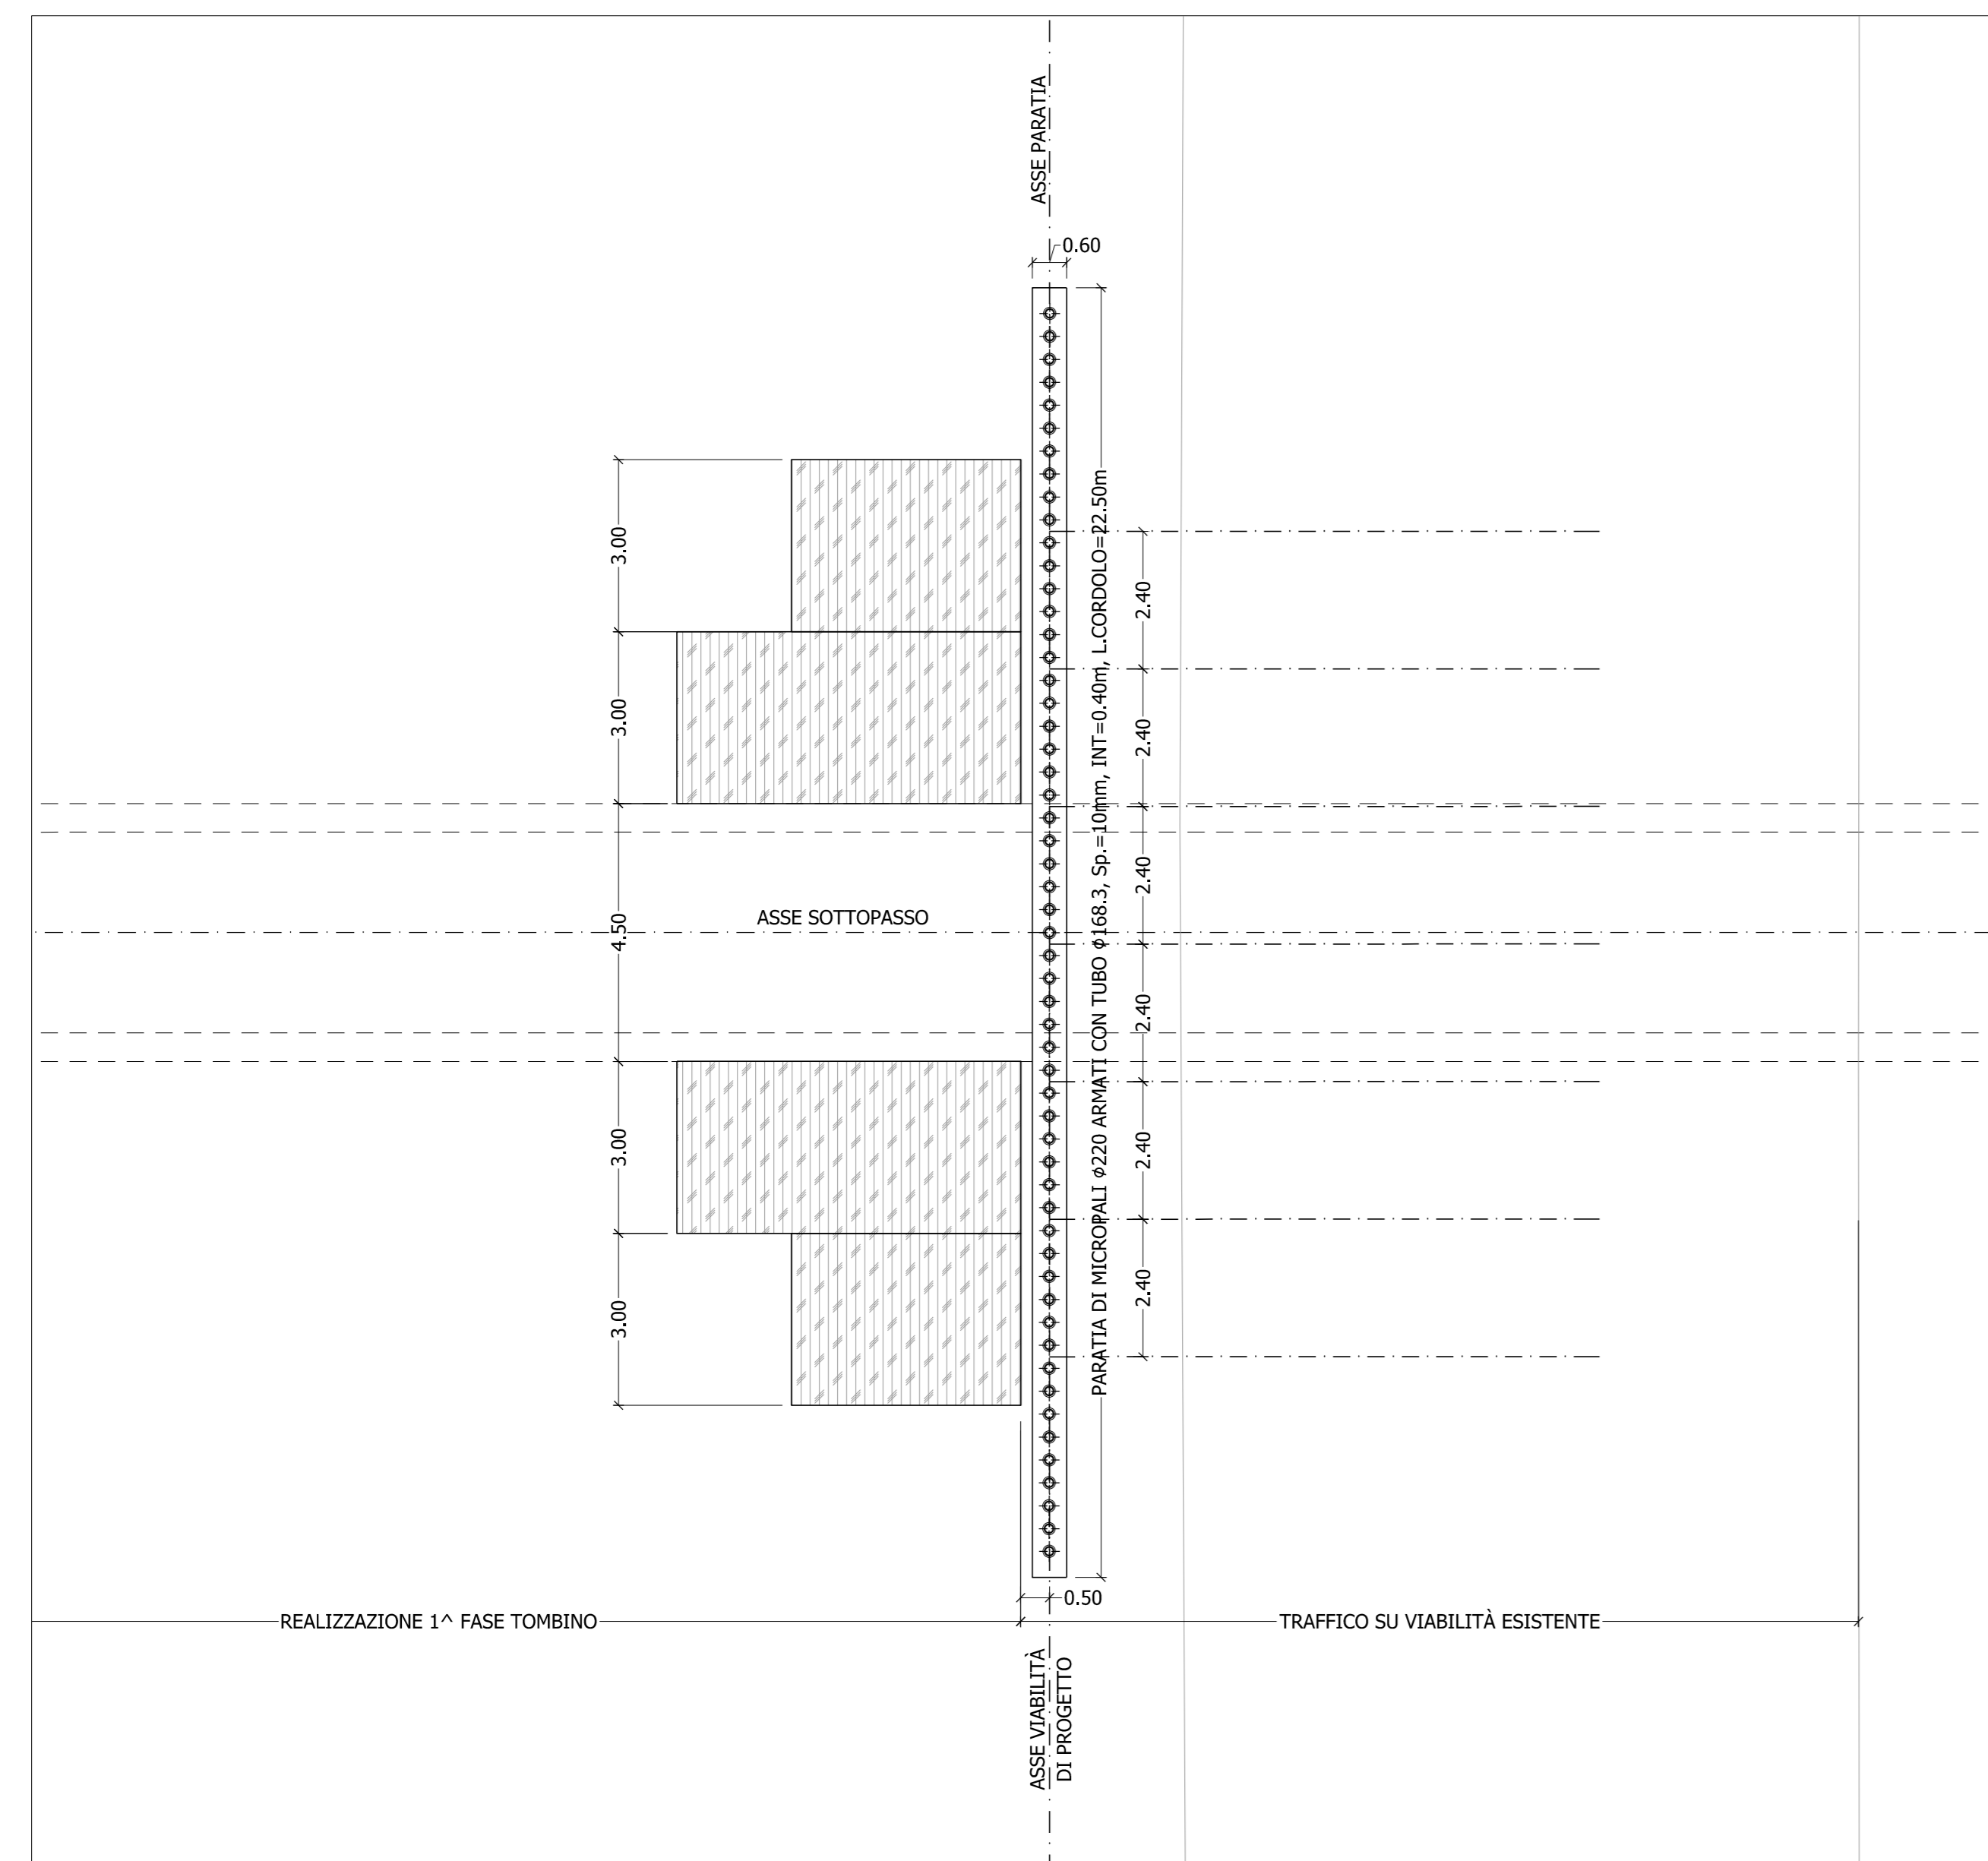 ASSE PARATIA
0.60
3.00
3.00
4.50
3.00
3.00
ASSE SOTTOPASSO
PARATIA DI MICROPALI φ220 ARMATI CON TUBO φ168.3, Sp.=10mm, INT=0.40m, L.CORDOLO=22.50m
2.40
2.40
2.40
2.40
2.40
2.40
0.50
REALIZZAZIONE 1^ FASE TOMBINO
TRAFFICO SU VIABILITÀ ESISTENTE
ASSE VIABILITÀ
DI PROGETTO